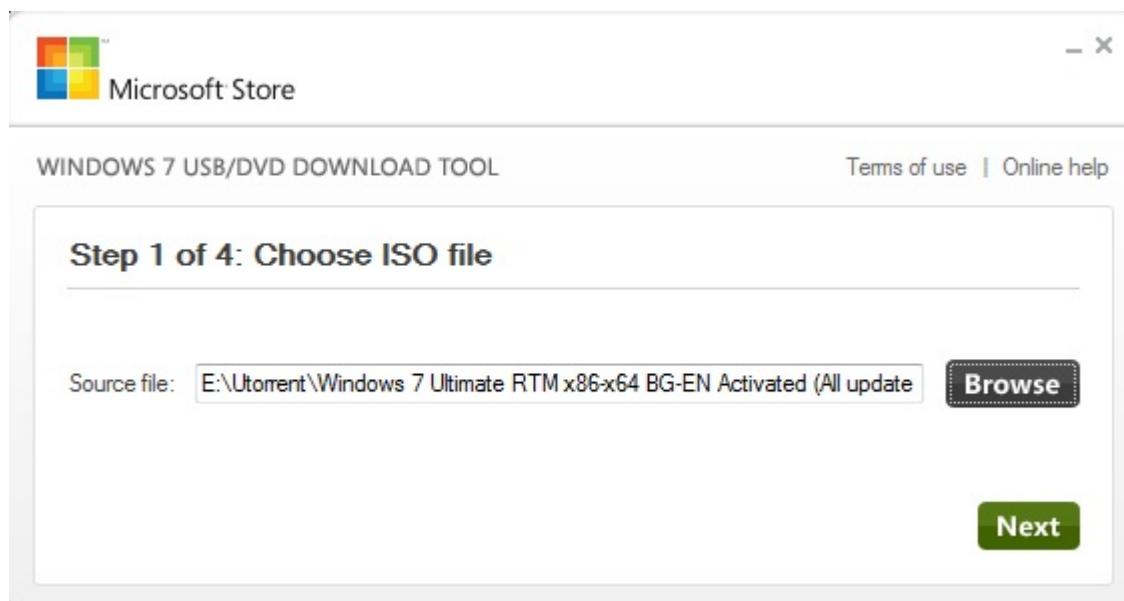 Microsoft Store
WINDOWS 7 USB/DVD DOWNLOAD TOOL Terms of use | Online help
Step 1 of 4: Choose ISO file
Source file: E:\Utorrent\Windows 7 Ultimate RTM x86-x64 BG-EN Activated (All update Browse
Next